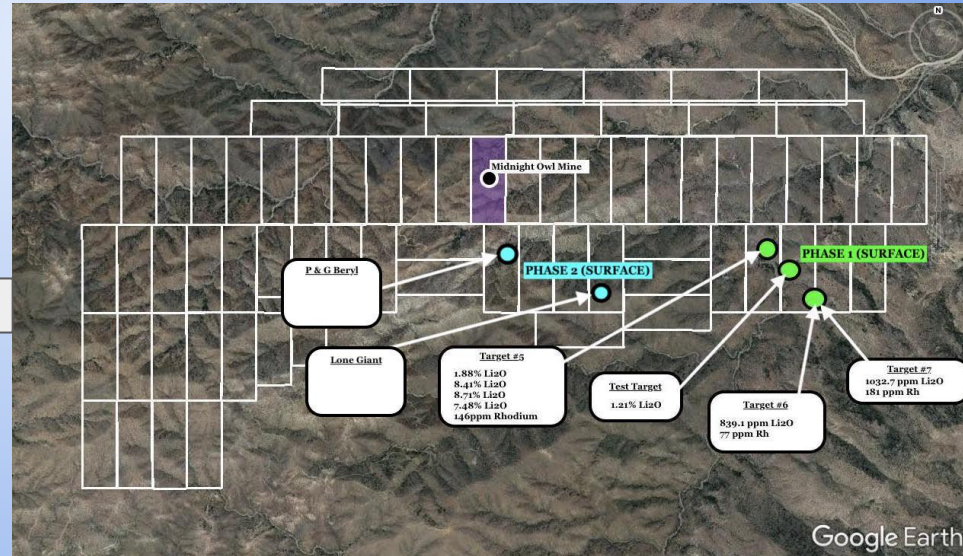 N
Midnight Owl Mine
P & G Beryl
PHASE 2 (SURFACE)
PHASE 1 (SURFACE)
Lone Giant
Target #5
1.88% Li2O
8.41% Li2O
8.71% Li2O
7.48% Li2O
146ppm Rhodium
Test Target
1.21% Li2O
Target #6
839.1 ppm Li2O
77 ppm Rh
Target #7
1032.7 ppm Li2O
181 ppm Rh
Google Earth